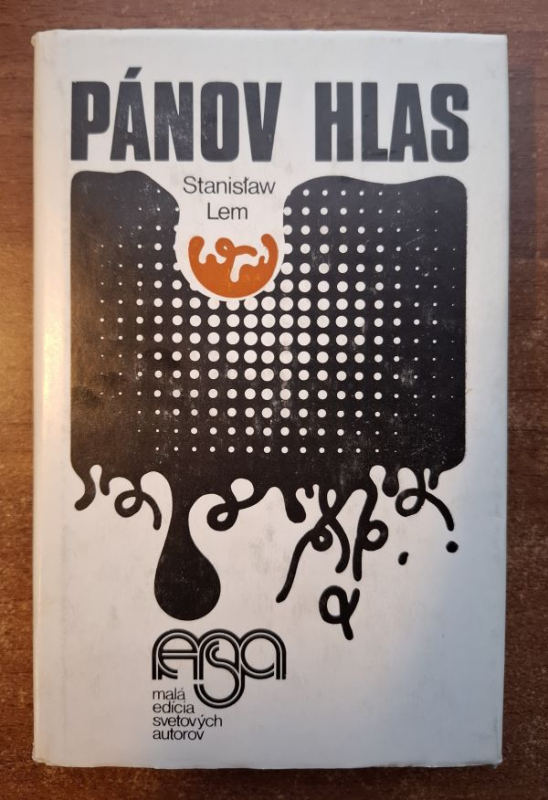 PÁNOV HLAS
Stanisław
Lem
malá
edícia
svetových
autorov